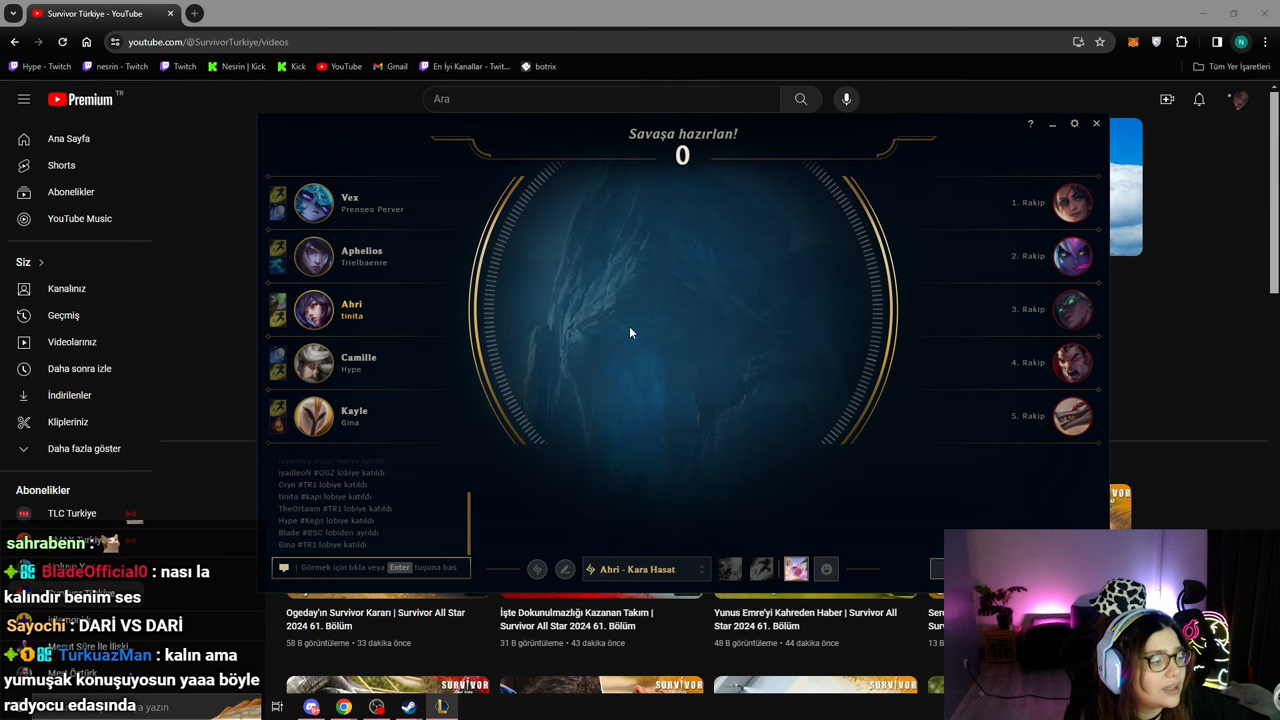 Survivor Türkiye - YouTube
youtube.com/@SurvivorTurkiye/videos
Hype - Twitch
nesrin - Twitch
Twitch
Nesrin | Kick
Kick
YouTube
Gmail
En İyi Kanallar - Twit...
botrix
Tüm Yer İşaretleri
Premium TR
Ara
Ana Sayfa
Shorts
Abonelikler
YouTube Music
Siz
Kanalınız
Geçmiş
Videolarınız
Daha sonra izle
İndirilenler
Klipleriniz
Daha fazla göster
Abonelikler
TLC Turkiye
Savaşa hazırlan!
0
Vex
Prenses Perver
Aphelios
Trielbaenre
Ahri
tinita
Camille
Hype
Kayle
6ina
1. Rakip
2. Rakip
3. Rakip
4. Rakip
5. Rakip
iyadleoN #OGZ lobiye katıldı
Cryn #TR1 lobiye katıldı
tinita #kapi lobiye katıldı
TheOrtaam #TR1 lobiye katıldı
Hype #Kegri lobiye katıldı
Blade #BSC lobiden ayrıldı
6ina #TR1 lobiye katıldı
Görmek için tıkla veya Enter tuşuna bas
Ahri - Kara Hasat
sahrabenn :
BladeOfficial0 : nası la
kalındır benim ses
Sayochi : DARİ VS DARİ
TurkuazMan : kalın ama
yumuşak konuşuyosun yaaa böyle
radyocu edasında
Ogeday'ın Survivor Kararı | Survivor All
Star 2024 61. Bölüm
58 B görüntüleme • 33 dakika önce
İşte Dokunulmazlığı Kazanan Takım |
Survivor All Star 2024 61. Bölüm
31 B görüntüleme • 43 dakika önce
Yunus Emre'yi Kahreden Haber | Survivor
All Star 2024 61. Bölüm
48 B görüntüleme • 44 dakika önce
13 B
SURVIVOR
SURVIVOR
SURVIVOR